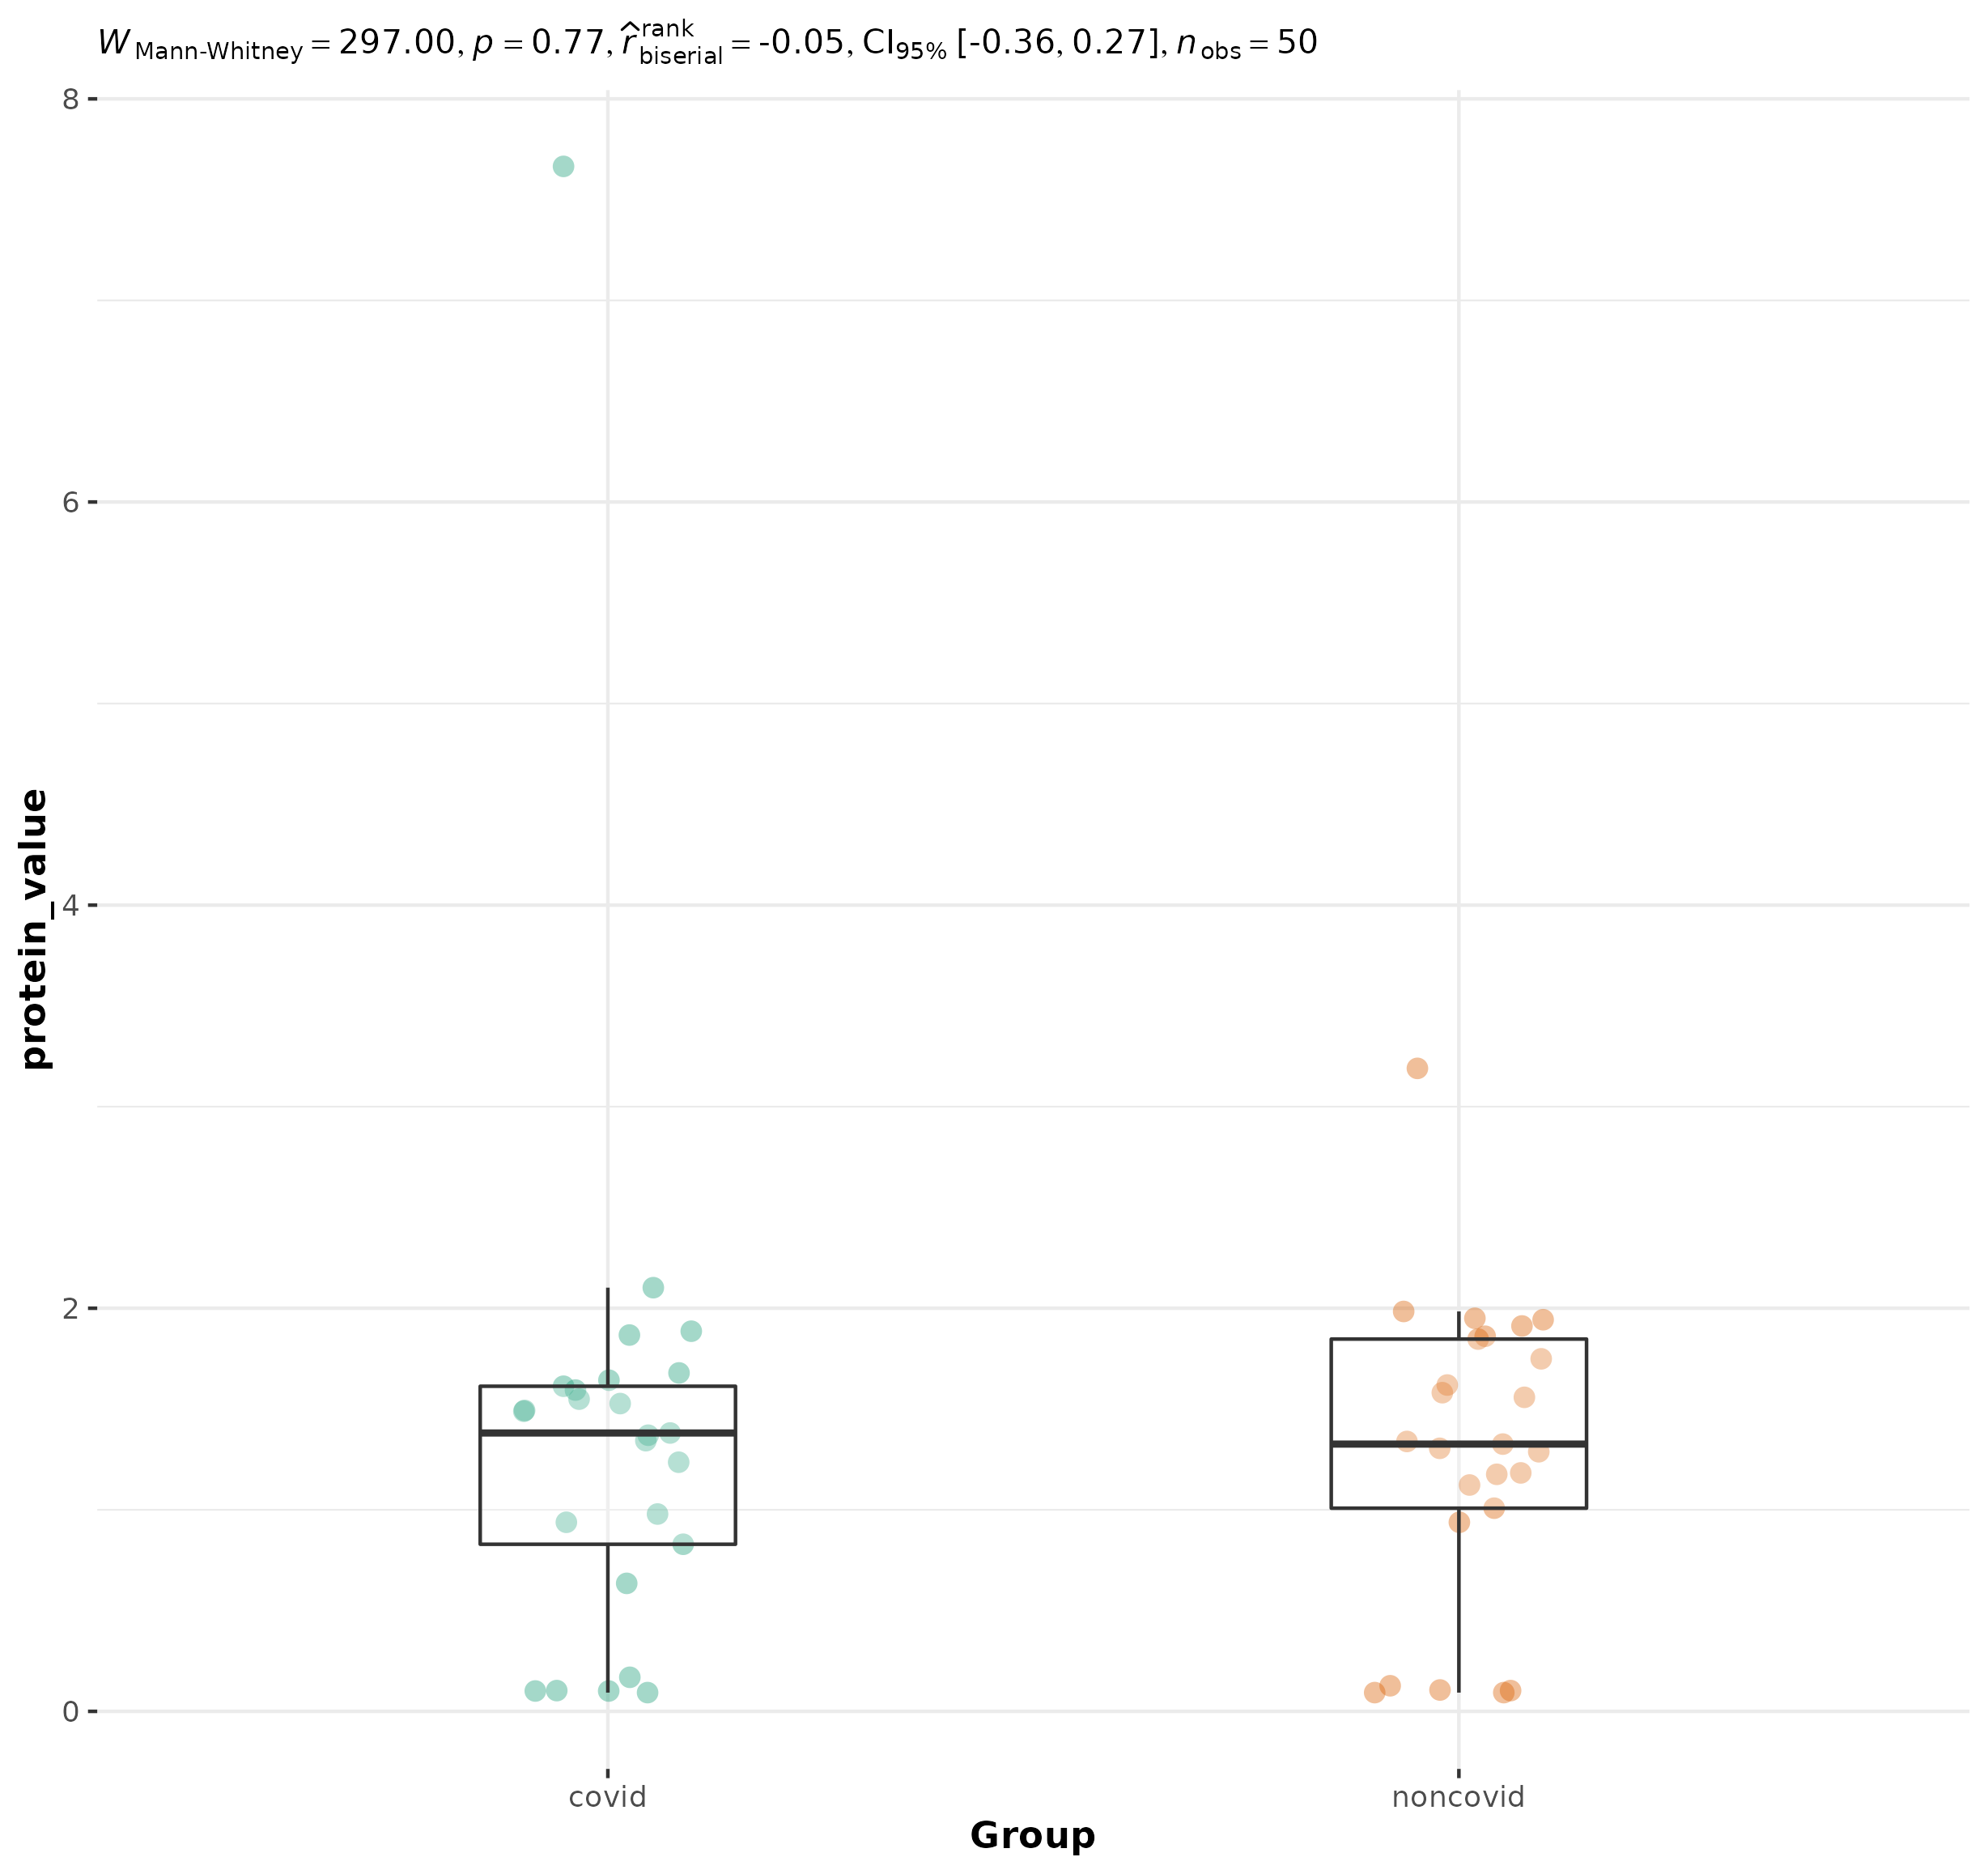 W Mann-Whitney = 297.00, p = 0.77, r̂ rank biserial = -0.05, CI95% [-0.36, 0.27], n obs = 50
8
6
4
2
0
protein_value
covid
noncovid
Group